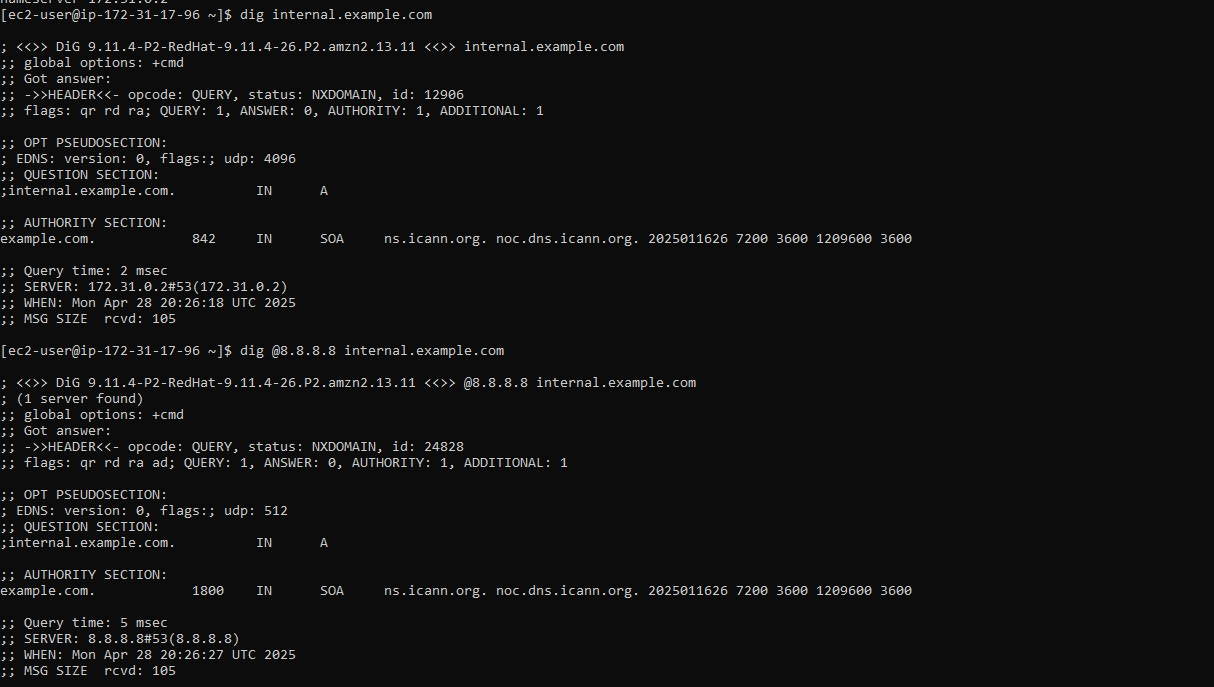 nameserver 172.31.0.2
[ec2-user@ip-172-31-17-96 ~]$ dig internal.example.com

; <<>> DiG 9.11.4-P2-RedHat-9.11.4-26.P2.amzn2.13.11 <<>> internal.example.com
;; global options: +cmd
;; Got answer:
;; ->>HEADER<<- opcode: QUERY, status: NXDOMAIN, id: 12906
;; flags: qr rd ra; QUERY: 1, ANSWER: 0, AUTHORITY: 1, ADDITIONAL: 1

;; OPT PSEUDOSECTION:
; EDNS: version: 0, flags:; udp: 4096
;; QUESTION SECTION:
;internal.example.com.          IN      A

;; AUTHORITY SECTION:
example.com.            842     IN      SOA     ns.icann.org. noc.dns.icann.org. 2025011626 7200 3600 1209600 3600

;; Query time: 2 msec
;; SERVER: 172.31.0.2#53(172.31.0.2)
;; WHEN: Mon Apr 28 20:26:18 UTC 2025
;; MSG SIZE  rcvd: 105

[ec2-user@ip-172-31-17-96 ~]$ dig @8.8.8.8 internal.example.com

; <<>> DiG 9.11.4-P2-RedHat-9.11.4-26.P2.amzn2.13.11 <<>> @8.8.8.8 internal.example.com
; (1 server found)
;; global options: +cmd
;; Got answer:
;; ->>HEADER<<- opcode: QUERY, status: NXDOMAIN, id: 24828
;; flags: qr rd ra ad; QUERY: 1, ANSWER: 0, AUTHORITY: 1, ADDITIONAL: 1

;; OPT PSEUDOSECTION:
; EDNS: version: 0, flags:; udp: 512
;; QUESTION SECTION:
;internal.example.com.          IN      A

;; AUTHORITY SECTION:
example.com.            1800    IN      SOA     ns.icann.org. noc.dns.icann.org. 2025011626 7200 3600 1209600 3600

;; Query time: 5 msec
;; SERVER: 8.8.8.8#53(8.8.8.8)
;; WHEN: Mon Apr 28 20:26:27 UTC 2025
;; MSG SIZE  rcvd: 105